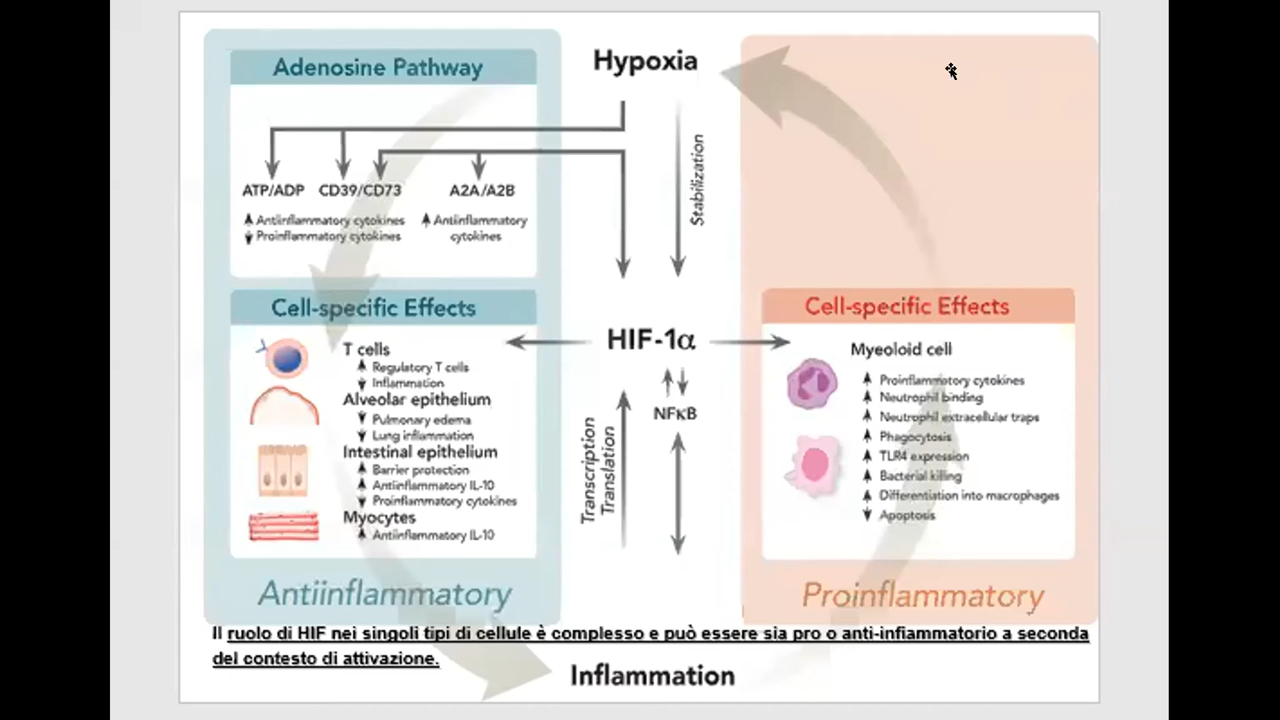 Hypoxia
Adenosine Pathway
ATP/ADP CD39/CD73 A2A/A2B
Antiinflammatory cytokines
Proinflammatory cytokines
Antiinflammatory
cytokines
Stabilization
Cell-specific Effects
T cells
Regulatory T cells
Inflammation
Alveolar epithelium
Pulmonary edema
Lung inflammation
Intestinal epithelium
Barrier protection
Antiinflammatory IL-10
Proinflammatory cytokines
Myocytes
Antiinflammatory IL-10
Antiinflammatory
HIF-1α
NFκB
Transcription
Translation
Cell-specific Effects
Myeoloid cell
Proinflammatory cytokines
Neutrophil binding
Neutrophil extracellular traps
Phagocytosis
TLR4 expression
Bacterial killing
Differentiation into macrophages
Apoptosis
Proinflammatory
Il ruolo di HIF nei singoli tipi di cellule è complesso e può essere sia pro o anti-infiammatorio a seconda
del contesto di attivazione.
Inflammation